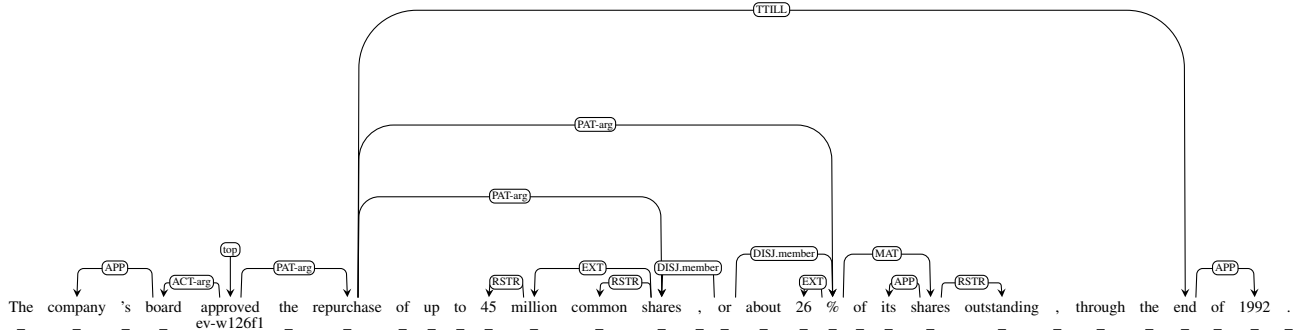 TTILL
PAT-arg
PAT-arg
top
DISJ.member
MAT
APP
PAT-arg
EXT
DISJ.member
APP
ACT-arg
RSTR
RSTR
EXT
APP
RSTR
The company 's board approved the repurchase of up to 45 million common shares , or about 26 % of its shares outstanding , through the end of 1992 .
_ _ _ _ ev-w126f1 _ _ _ _ _ _ _ _ _ _ _ _ _ _ _ _ _ _ _ _ _ _ _ _ _ _